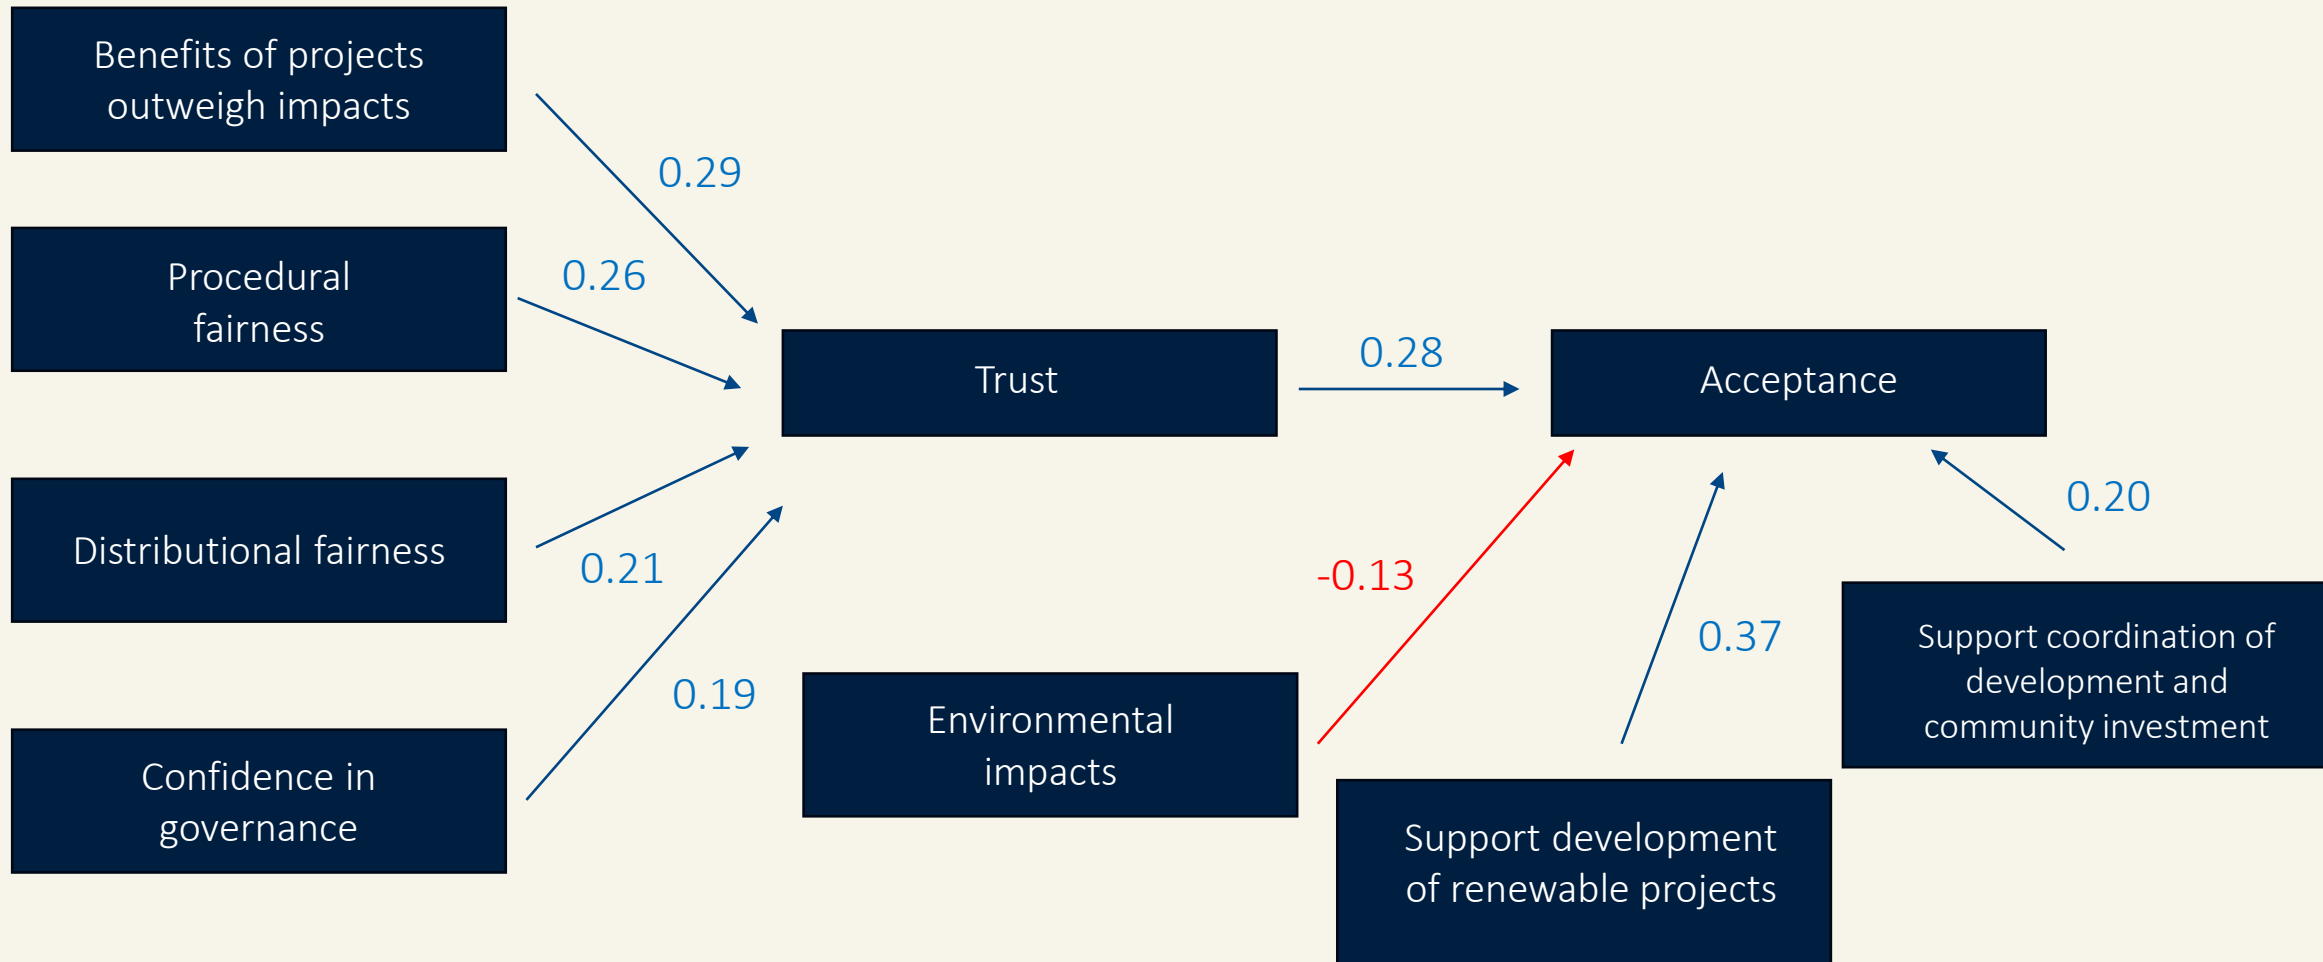 Benefits of projects
outweigh impacts
0.29
Procedural
fairness
0.26
Trust
0.28
Acceptance
Distributional fairness
0.21
0.20
-0.13
0.37
Support coordination of
development and
community investment
0.19
Environmental
impacts
Confidence in
governance
Support development
of renewable projects